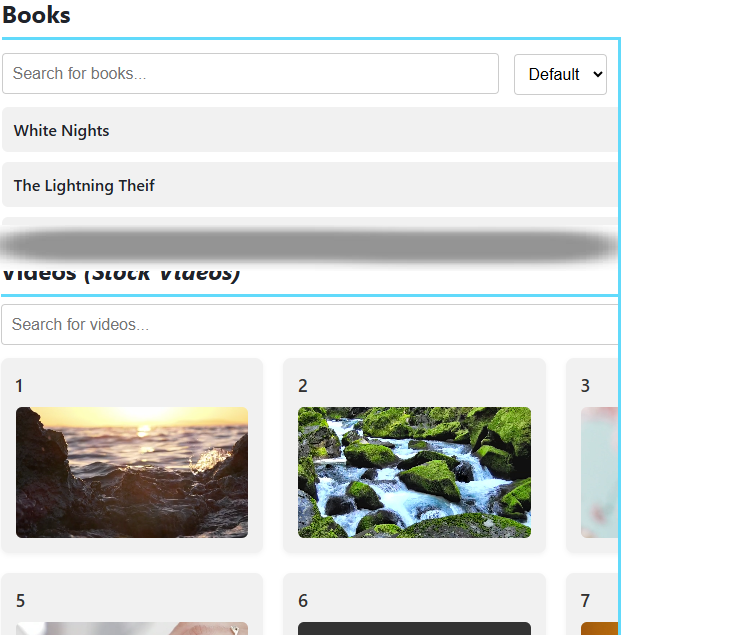 Books
Search for books...
Default
White Nights
The Lightning Theif
Videos (Stock Videos)
Search for videos...
1
2
3
5
6
7